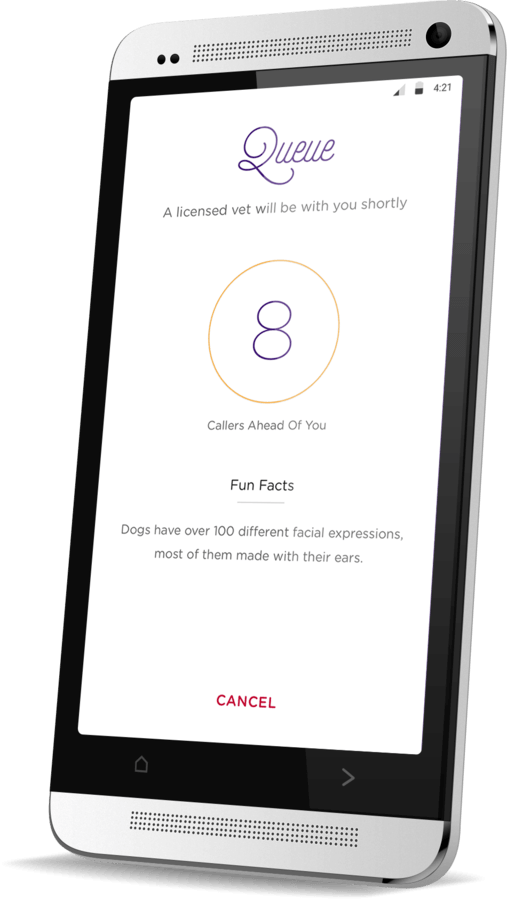 4:21
Queue
A licensed vet will be with you shortly
8
Callers Ahead Of You
Fun Facts
Dogs have over 100 different facial expressions,
most of them made with their ears.
CANCEL